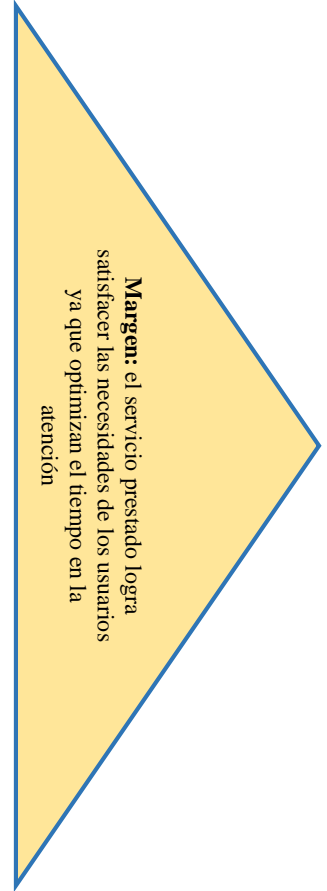 Margen: el servicio prestado logra
satisfacer las necesidades de los usuarios
ya que optimizan el tiempo en la
atención